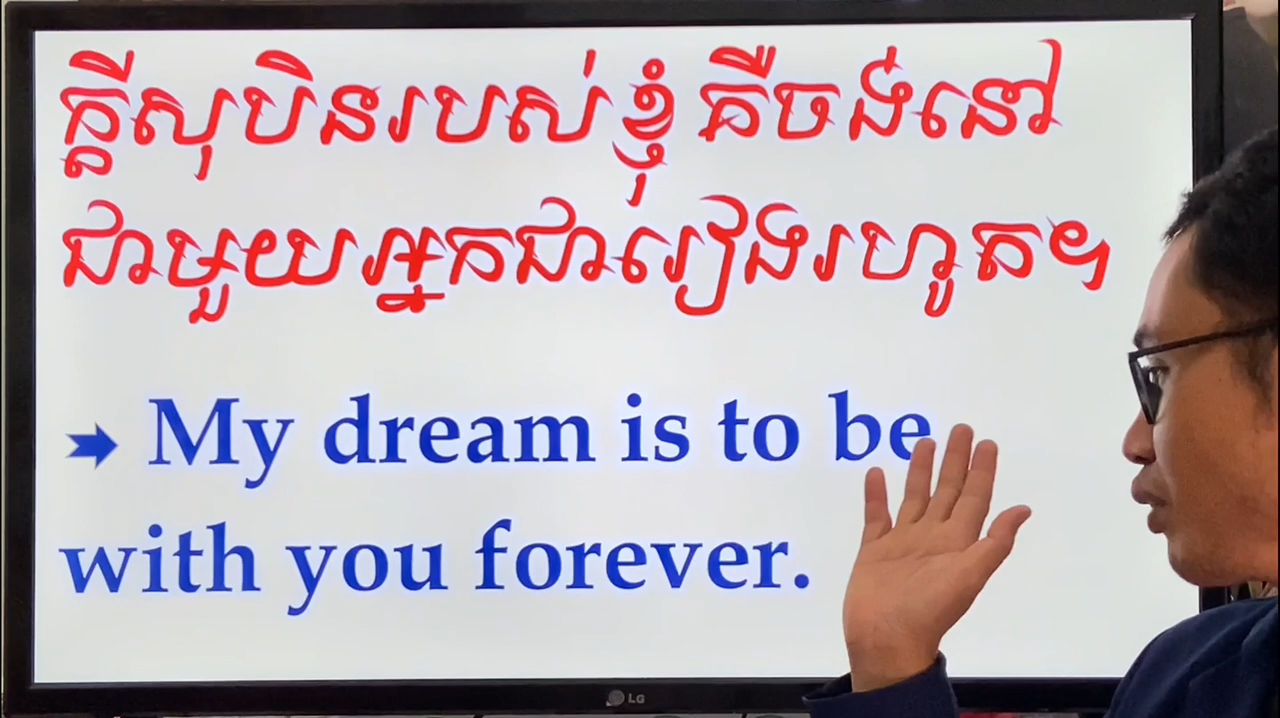 ក្ដីសុបិនរបស់ខ្ញុំ គឺចង់នៅ
ជាមួយអ្នកជារៀងរហូត។
My dream is to be
with you forever.
LG